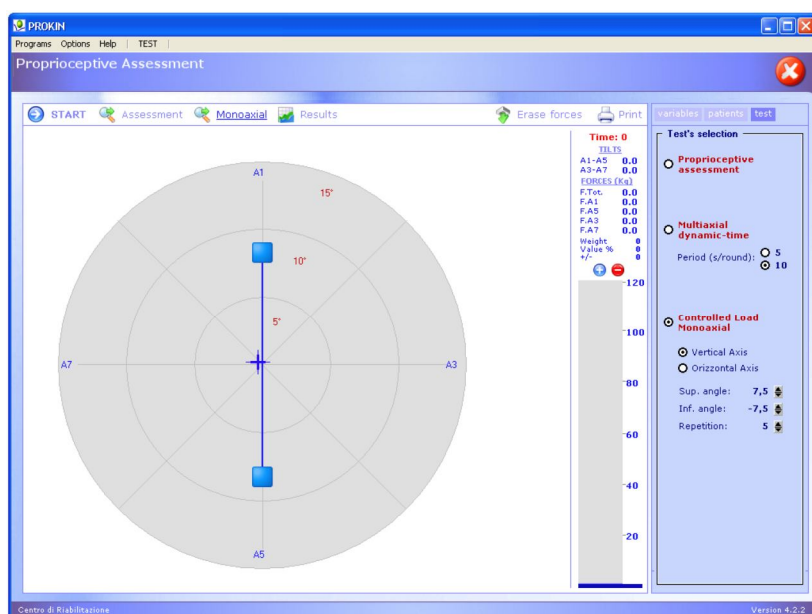 PROKIN
Programs Options Help TEST
Proprioceptive Assessment
START Assessment Monoaxial Results Erase forces Print
variables patients test
Test's selection
Proprioceptive
assessment
Multiaxial
dynamic-time
Period (s/round): 5
10
Controlled Load
Monoaxial
Vertical Axis
Orizzontal Axis
Sup. angle: 7,5
Inf. angle: -7,5
Repetition: 5
Time: 0
TILTS
A1-A5 0.0
A3-A7 0.0
FORCES (Kg)
F.Tot. 0.0
F.A1 0.0
F.A5 0.0
F.A3 0.0
F.A7 0.0
Weight 0
Value % 0
+/- 0
120
100
80
60
40
20
A1
15°
10°
5°
A7
A3
A5
Centro di Riabilitazione Version 4.2.2